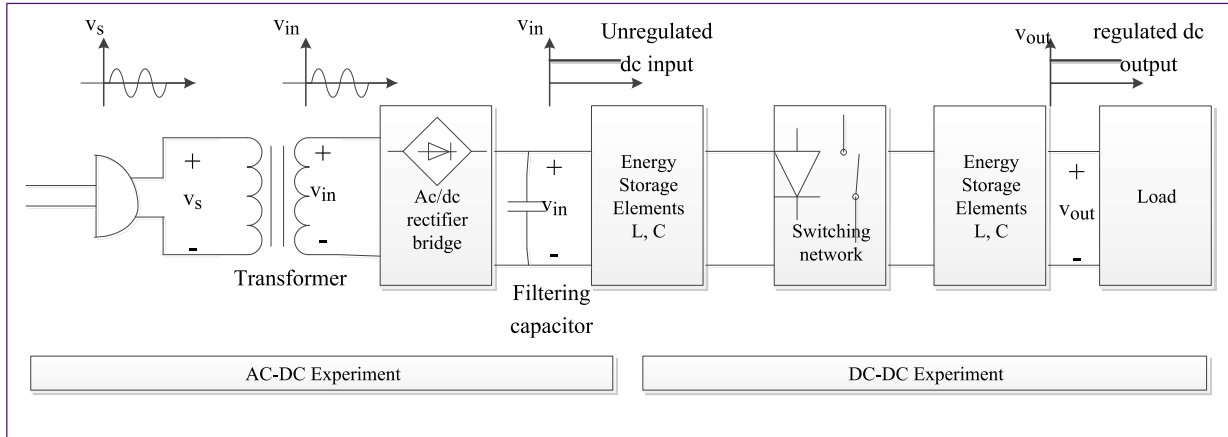 vs
vin
vin
Unregulated
dc input
vout
regulated dc
output
+
vs
-
+
vin
-
Transformer
Ac/dc
rectifier
bridge
+
vin
-
Filtering
capacitor
Energy
Storage
Elements
L, C
Switching
network
Energy
Storage
Elements
L, C
+
vout
-
Load
AC-DC Experiment
DC-DC Experiment